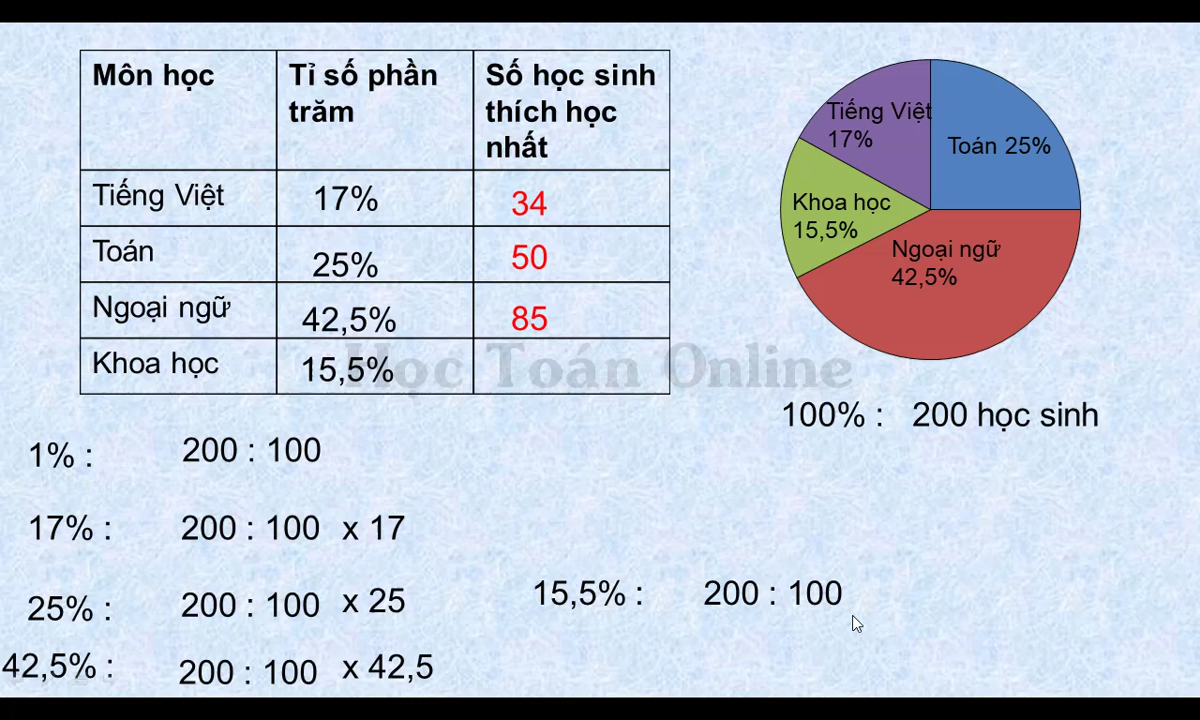 Môn học
Tỉ số phần
trăm
Số học sinh
thích học
nhất
Tiếng Việt
17%
34
Toán
25%
50
Ngoại ngữ
42,5%
85
Khoa học
15,5%
Học Toán Online
Tiếng Việt
17%
Toán 25%
Khoa học
15,5%
Ngoại ngữ
42,5%
100% : 200 học sinh
1% : 200 : 100
17% : 200 : 100 x 17
25% : 200 : 100 x 25
15,5% : 200 : 100
42,5% : 200 : 100 x 42,5